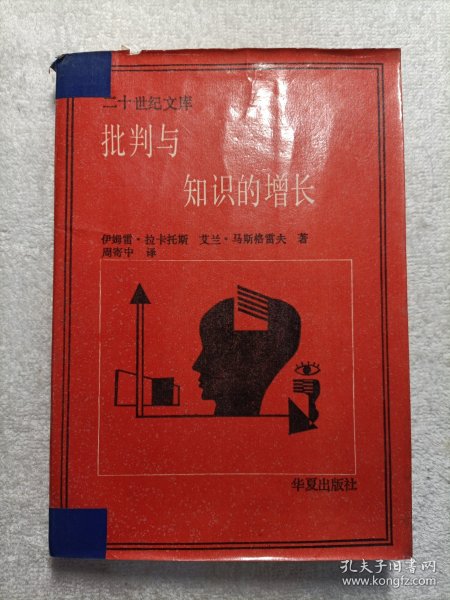 二十世纪文库
批判与
知识的增长
伊姆雷·拉卡托斯 艾兰·马斯格雷夫 著
周寄中 译
华夏出版社
孔夫子旧书网
www.kongfz.com